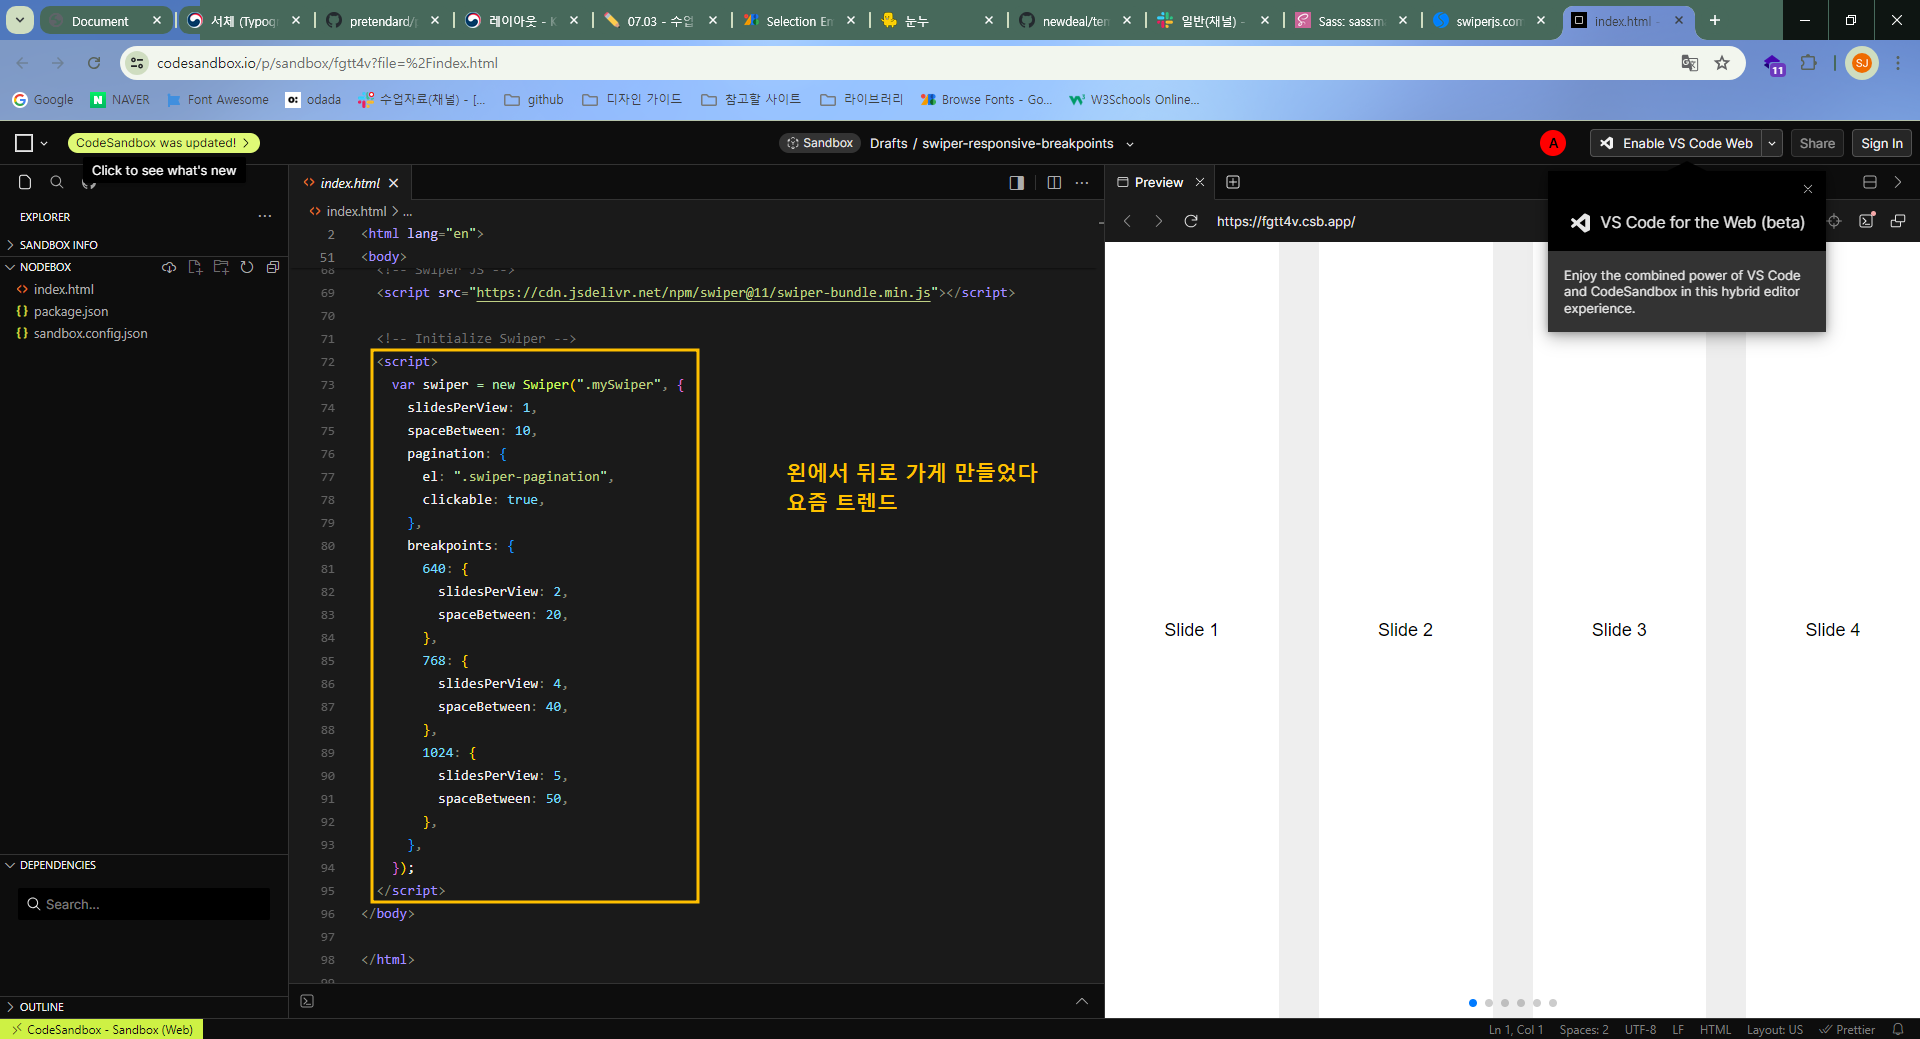 Document
서체 (Typogr
pretendard/p
레이아웃 - K
07.03 - 수업
Selection En
눈누
newdeal/ten
일반(채널) -
Sass: sass:ma
swiperjs.com
index.html -
codesandbox.io/p/sandbox/fgtt4v?file=%2Findex.html
11
SJ
Google
NAVER
Font Awesome
odada
수업자료(채널) - [...
github
디자인 가이드
참고할 사이트
라이브러리
Browse Fonts - Go...
W3Schools Online...
CodeSandbox was updated!
Click to see what's new
Sandbox
Drafts / swiper-responsive-breakpoints
A
Enable VS Code Web
Share
Sign In
EXPLORER
SANDBOX INFO
NODEBOX
index.html
package.json
sandbox.config.json
DEPENDENCIES
Search...
OUTLINE
index.html
index.html > ...
2 <html lang="en">
51 <body>
68 <!-- Swiper JS -->
69 <script src="https://cdn.jsdelivr.net/npm/swiper@11/swiper-bundle.min.js"></script>
70
71 <!-- Initialize Swiper -->
72 <script>
73 var swiper = new Swiper(".mySwiper", {
74 slidesPerView: 1,
75 spaceBetween: 10,
76 pagination: {
77 el: ".swiper-pagination",
78 clickable: true,
79 },
80 breakpoints: {
81 640: {
82 slidesPerView: 2,
83 spaceBetween: 20,
84 },
85 768: {
86 slidesPerView: 4,
87 spaceBetween: 40,
88 },
89 1024: {
90 slidesPerView: 5,
91 spaceBetween: 50,
92 },
93 },
94 });
95 </script>
96 </body>
97
98 </html>
99
왼에서 뒤로 가게 만들었다
요즘 트렌드
Preview
https://fgtt4v.csb.app/
VS Code for the Web (beta)
Enjoy the combined power of VS Code
and CodeSandbox in this hybrid editor
experience.
Slide 1
Slide 2
Slide 3
Slide 4
CodeSandbox - Sandbox (Web)
Ln 1, Col 1
Spaces: 2
UTF-8
LF
HTML
Layout: US
Prettier